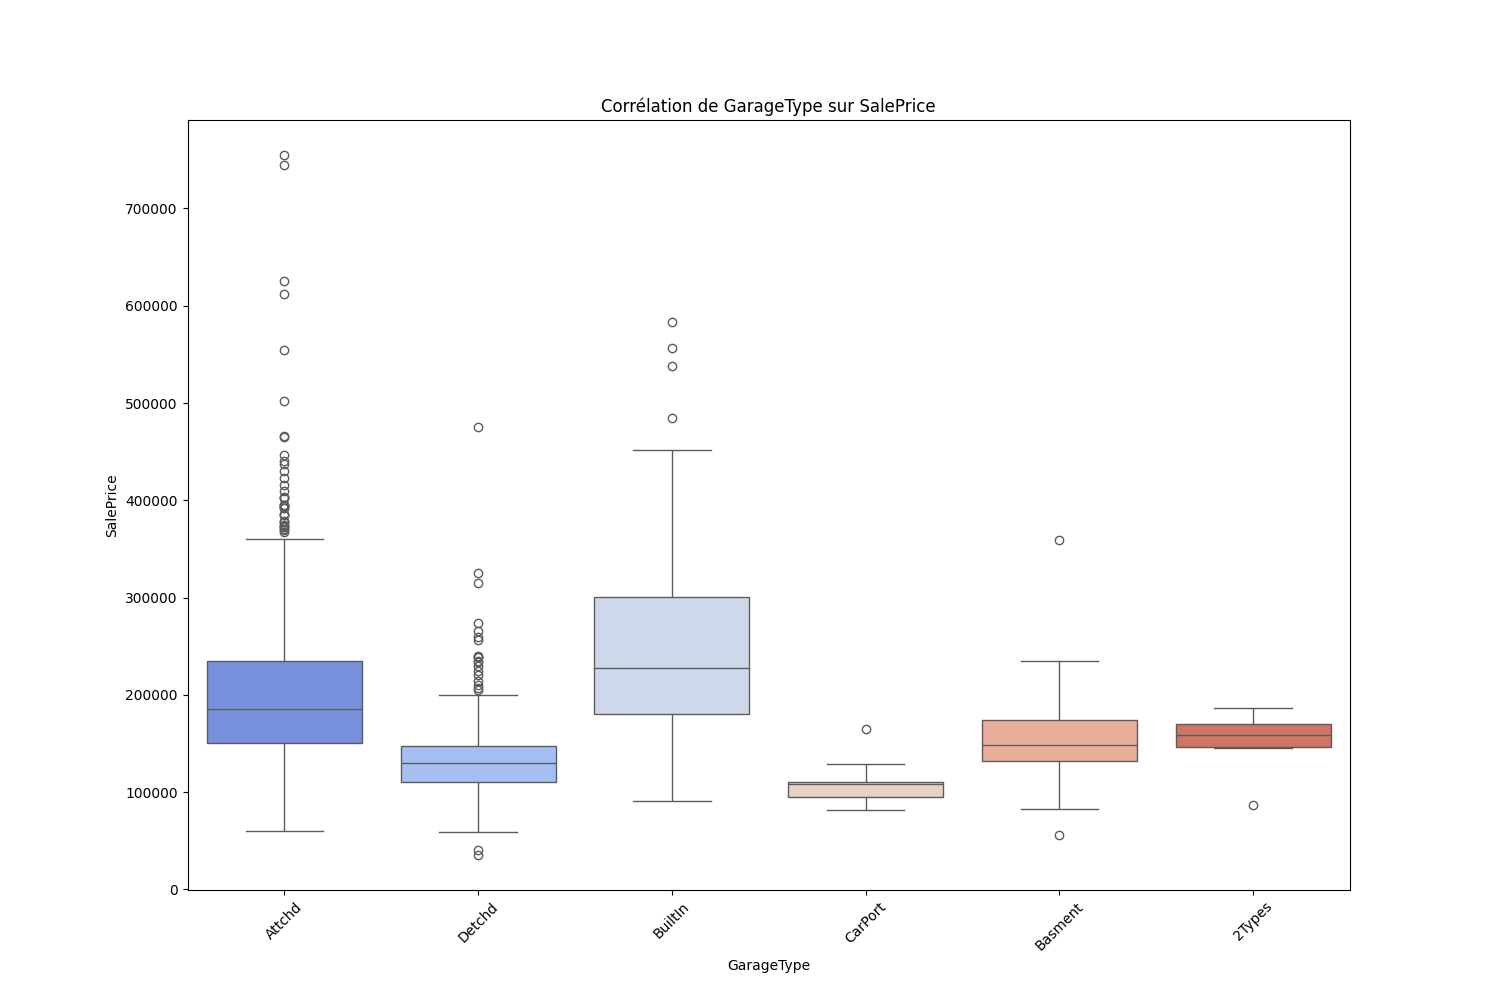 Corrélation de GarageType sur SalePrice
700000
600000
500000
400000
300000
200000
100000
0
SalePrice
Attchd
Detchd
BuiltIn
CarPort
Basment
2Types
GarageType